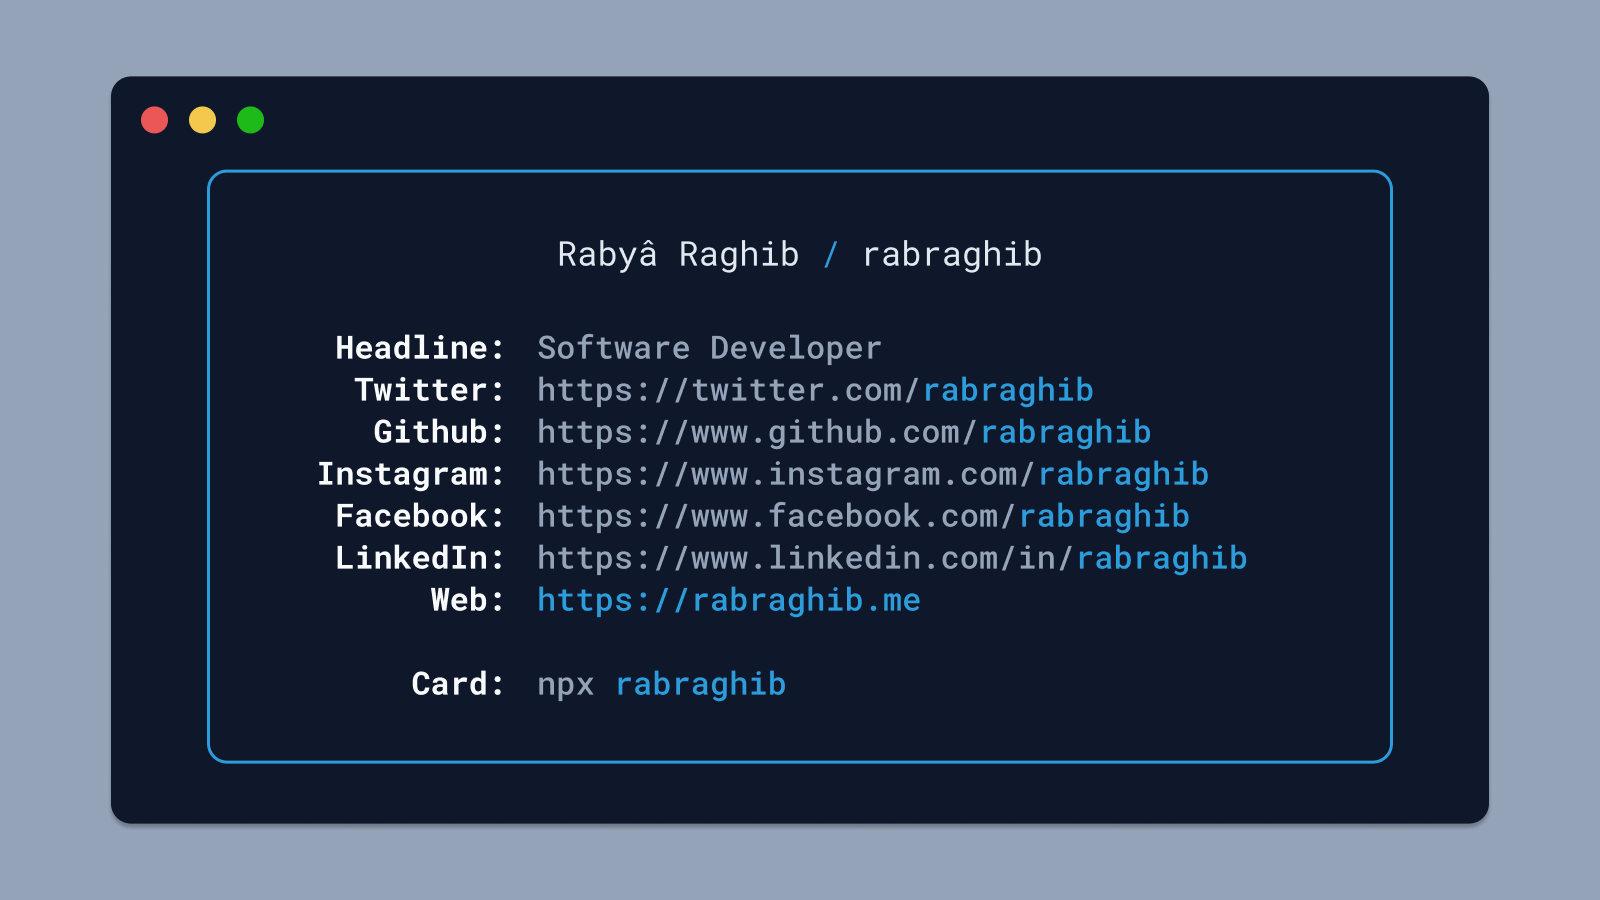 Rabyâ Raghib / rabraghib
Headline: Software Developer
Twitter: https://twitter.com/rabraghib
Github: https://www.github.com/rabraghib
Instagram: https://www.instagram.com/rabraghib
Facebook: https://www.facebook.com/rabraghib
LinkedIn: https://www.linkedin.com/in/rabraghib
Web: https://rabraghib.me
Card: npx rabraghib